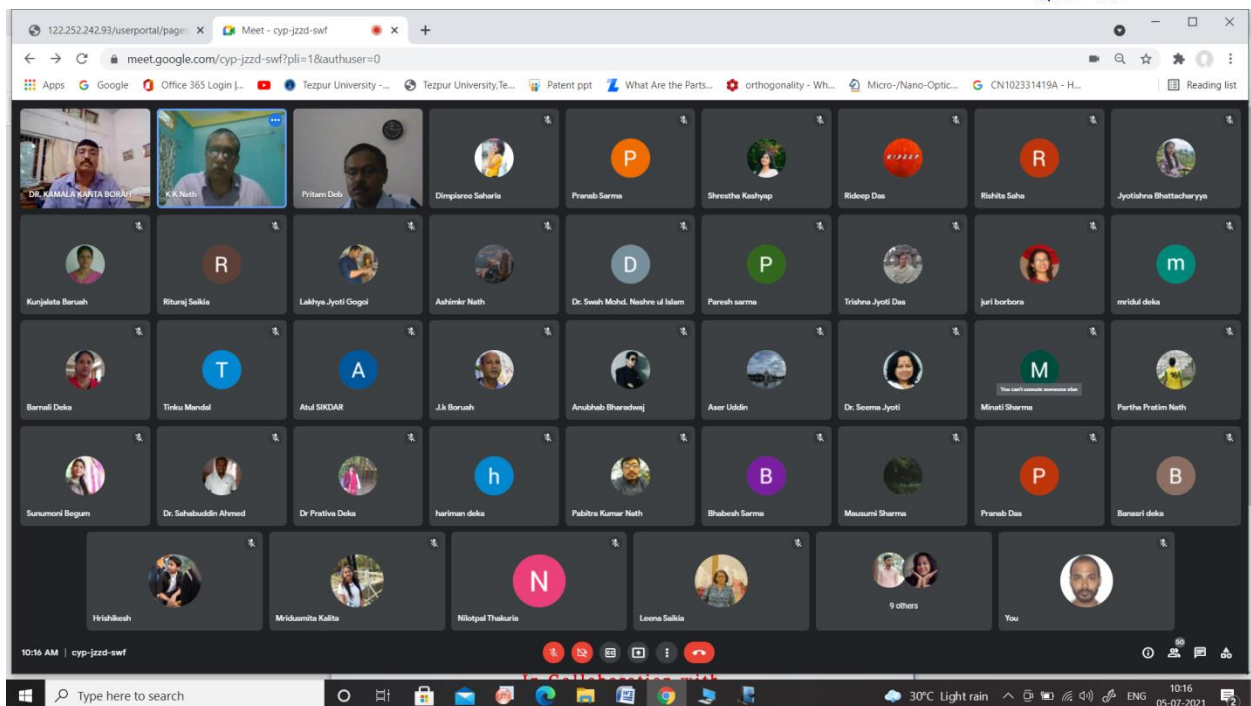 122.252.242.93/userportal/page
Meet - cyp-jzzd-swf
meet.google.com/cyp-jzzd-swf?pli=1&authuser=0
Apps Google Office 365 Login |... Tezpur University -... Tezpur University,Te... Patent ppt What Are the Parts... orthogonality - Wh... Micro-/Nano-Optic... CN102331419A - H... Reading list
DR. KAMALA KANTA BORAH K K Nath Pritam Deb Dimpisree Saharia P Pranab Sarma Shrestha Kashyap RIDEEP Rideep Das R Rishita Saha Jyotishna Bhattacharyya
Kunjalata Baruah R Rituraj Saikia Lakhya Jyoti Gogoi Ashimkr Nath D Dr. Swah Mohd. Nashre ul Islam P Paresh sarma Trishna Jyoti Das juri borbora m mridul deka
Barnali Deka T Tinku Mandal A Atul SIKDAR J.k Boruah Anubhab Bharadwaj Aser Uddin Dr. Seema Jyoti M You can't unmute someone else Minati Sharma Partha Pratim Nath
Sunumoni Begum Dr. Sahabuddin Ahmed Dr Prativa Deka h hariman deka Pabitra Kumar Nath B Bhabesh Sarma Mausumi Sharma P Pranab Das B Banasri deka
Hrishikesh Mridusmita Kalita N Nilotpal Thakuria Leena Saikia 9 others You
10:16 AM | cyp-jzzd-swf 50
In Collaboration with
Type here to search 30°C Light rain ENG 10:16
05-07-2021 2